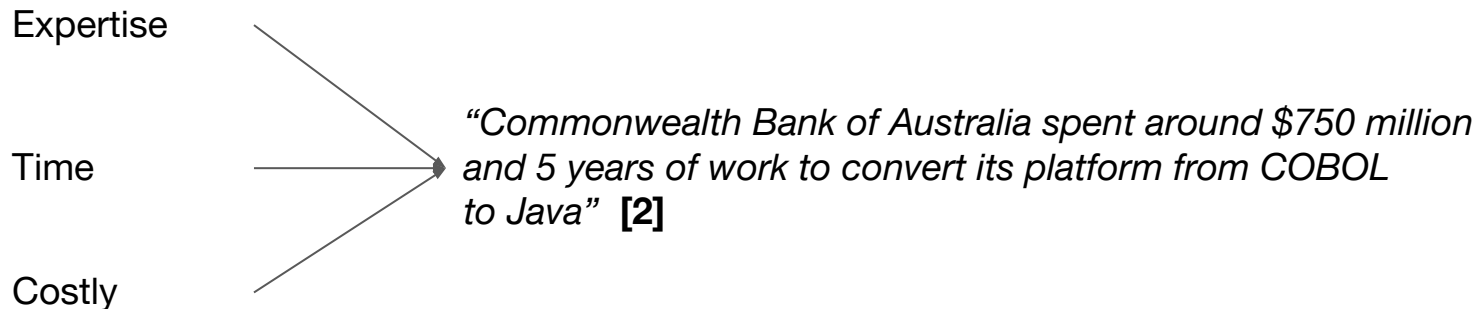 Expertise
Time
Costly
“Commonwealth Bank of Australia spent around $750 million
and 5 years of work to convert its platform from COBOL
to Java” [2]